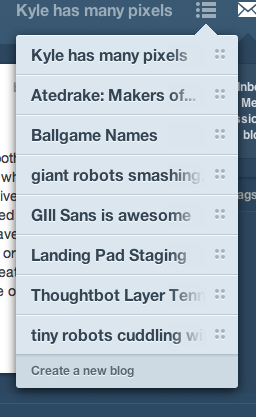 Kyle has many pixels
Kyle has many pixels
Atedrake: Makers of...
Ballgame Names
giant robots smashing
GIll Sans is awesome
Landing Pad Staging
Thoughtbot Layer Tenn
tiny robots cuddling wi
Create a new blog